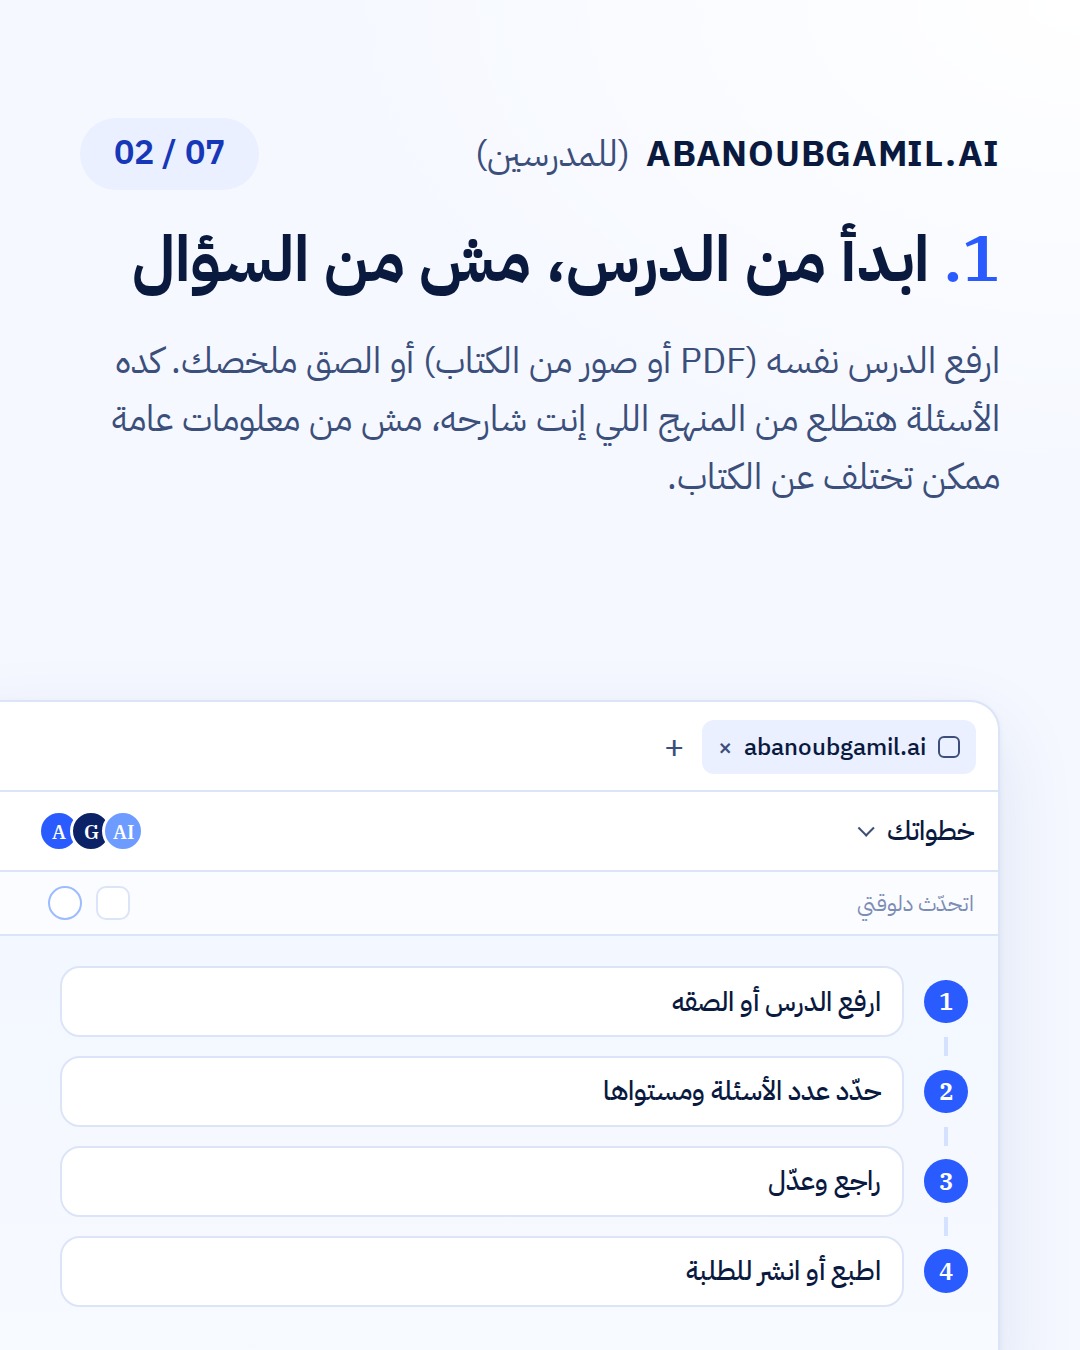 ABANOUBGAMIL.AI (للمدرسين)
02 / 07
1. ابدأ من الدرس، مش من السؤال
ارفع الدرس نفسه (PDF أو صور من الكتاب) أو الصق ملخصك. كده
الأسئلة هتطلع من المنهج اللي إنت شارحه، مش من معلومات عامة
ممكن تختلف عن الكتاب.
abanoubgamil.ai × +
خطواتك
A G AI
اتحدّث دلوقتي
1 ارفع الدرس أو الصقه
2 حدّد عدد الأسئلة ومستواها
3 راجع وعدّل
4 اطبع أو انشر للطلبة